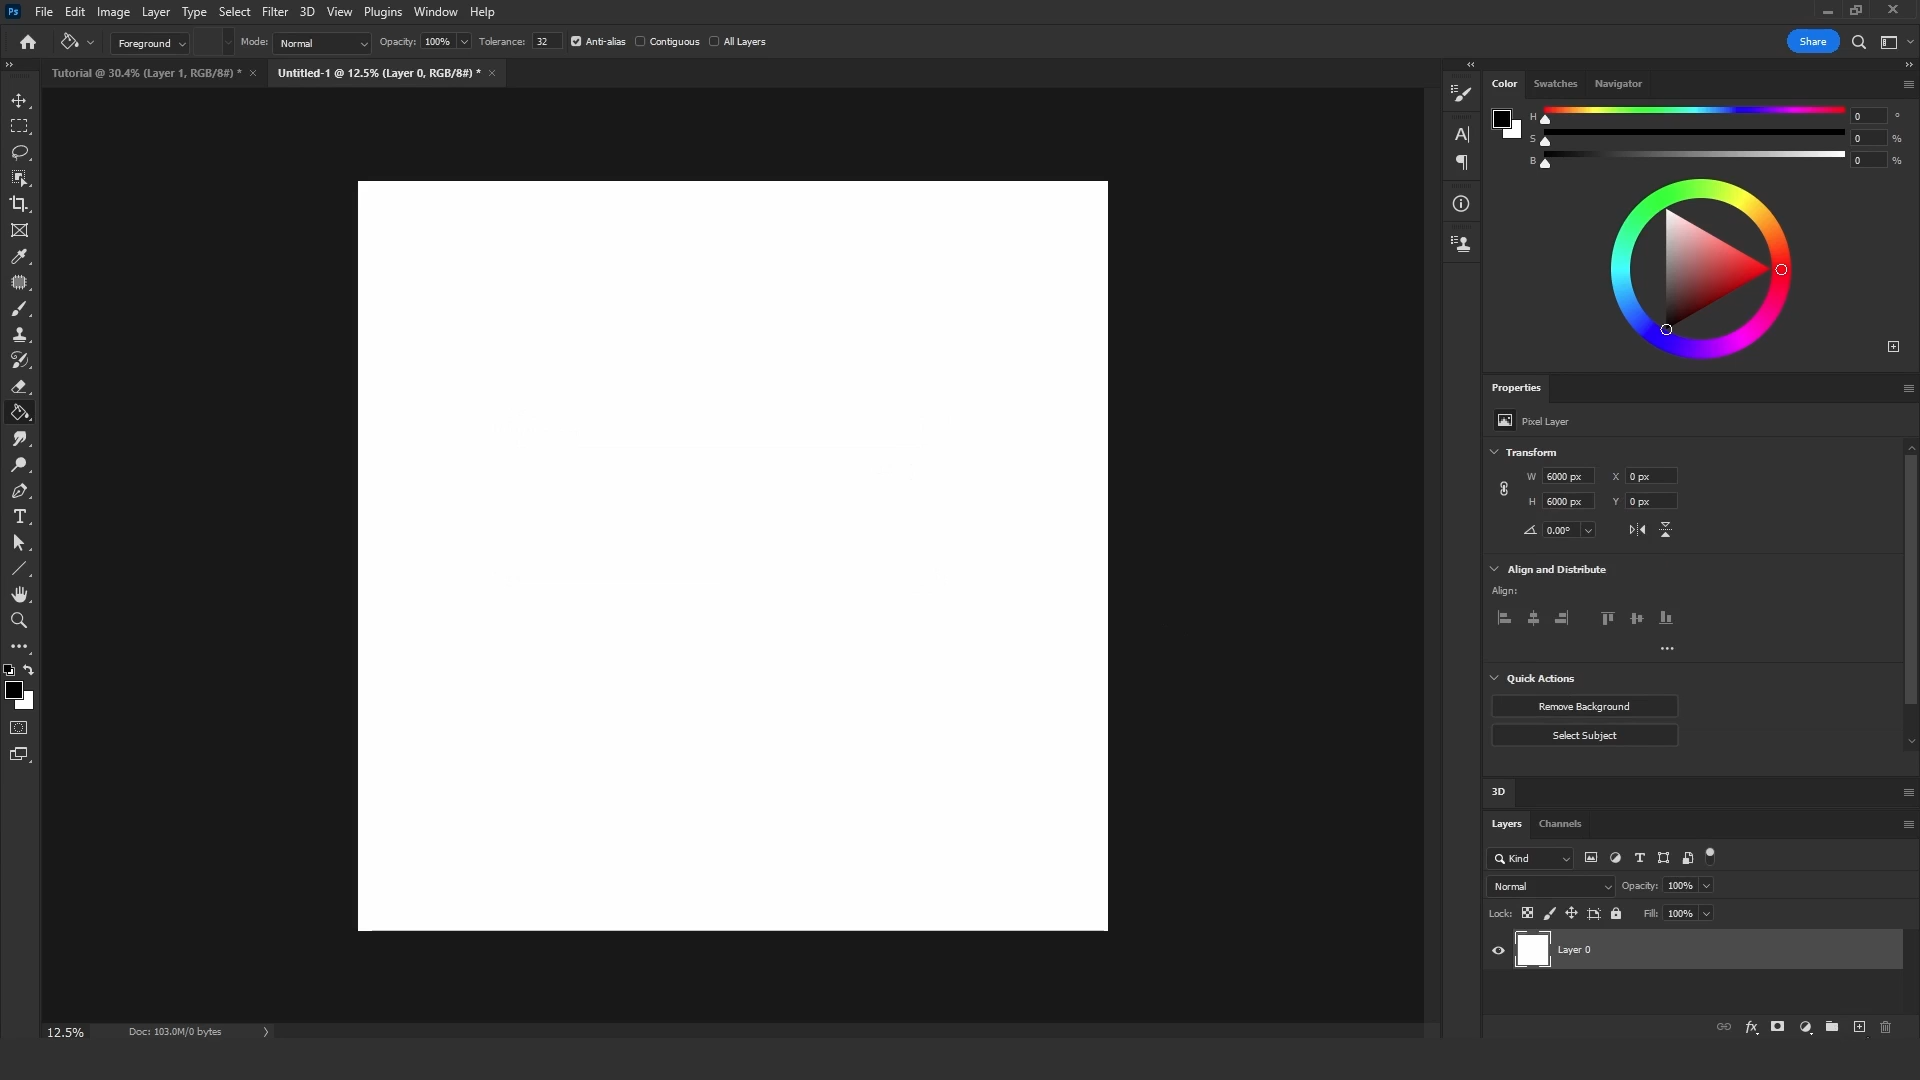 Ps File Edit Image Layer Type Select Filter 3D View Plugins Window Help
Foreground Mode: Normal Opacity: 100% Tolerance: 32 Anti-alias Contiguous All Layers Share
Tutorial @ 30.4% (Layer 1, RGB/8#) * × Untitled-1 @ 12.5% (Layer 0, RGB/8#) * ×
Color Swatches Navigator
H 0 °
S 0 %
B 0 %
Properties
Pixel Layer
Transform
W 6000 px X 0 px
H 6000 px Y 0 px
0.00°
Align and Distribute
Align:
Quick Actions
Remove Background
Select Subject
3D
Layers Channels
Kind
Normal Opacity: 100%
Lock: Fill: 100%
Layer 0
12.5% Doc: 103.0M/0 bytes